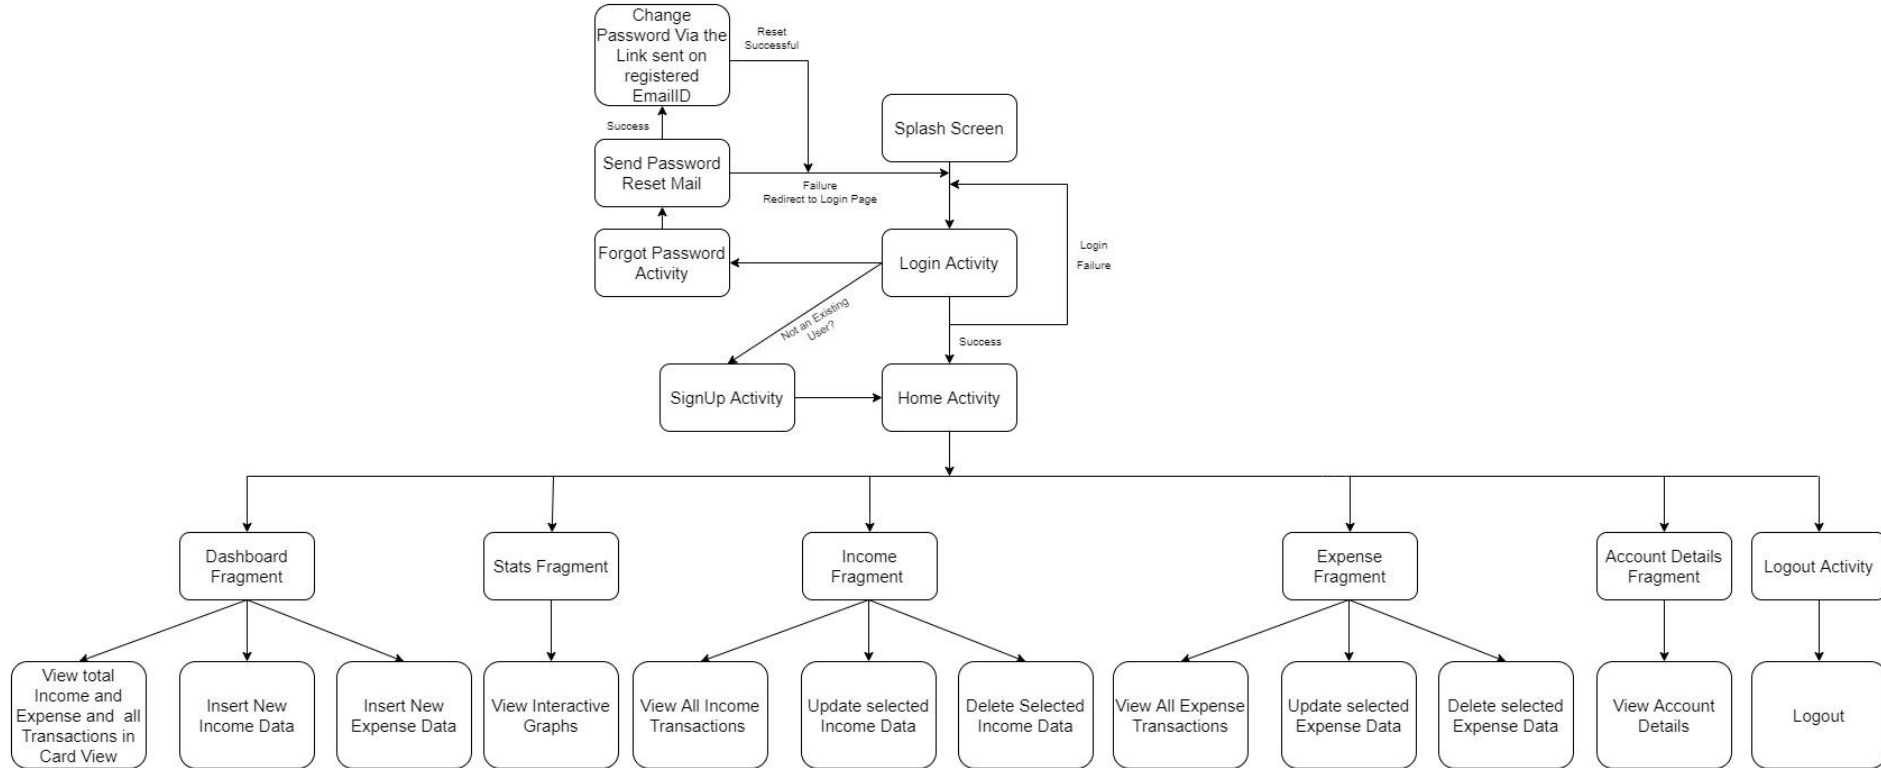 Change
Password Via the
Link sent on
registered
EmailID
Reset
Successful
Splash Screen
Success
Send Password
Reset Mail
Failure
Redirect to Login Page
Forgot Password
Activity
Login Activity
Login
Failure
Not an Existing
User?
Success
SignUp Activity
Home Activity
Dashboard
Fragment
Stats Fragment
Income
Fragment
Expense
Fragment
Account Details
Fragment
Logout Activity
View total
Income and
Expense and  all
Transactions in
Card View
Insert New
Income Data
Insert New
Expense Data
View Interactive
Graphs
View All Income
Transactions
Update selected
Income Data
Delete Selected
Income Data
View All Expense
Transactions
Update selected
Expense Data
Delete selected
Expense Data
View Account
Details
Logout